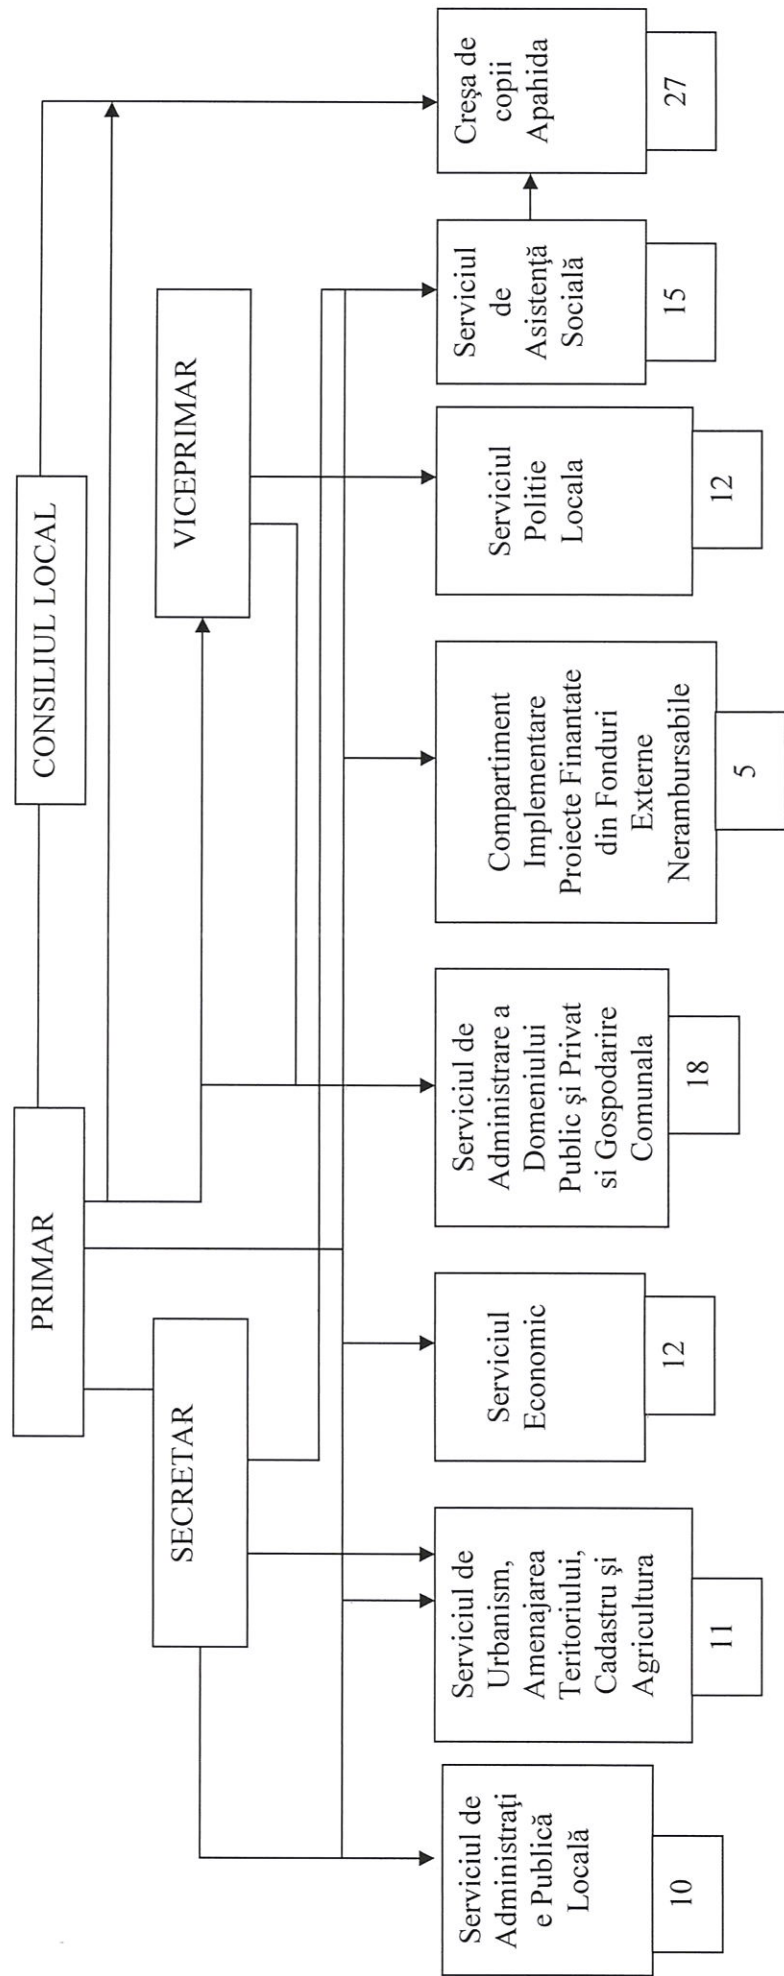 CONSILIUL LOCAL
PRIMAR
VICEPRIMAR
SECRETAR
Serviciul de
Administraţi
e Publică
Locală
10
Serviciul de
Urbanism,
Amenajarea
Teritoriului,
Cadastru şi
Agricultura
11
Serviciul
Economic
12
Serviciul de
Administrare a
Domeniului
Public şi Privat
si Gospodarire
Comunala
18
Compartiment
Implementare
Proiecte Finantate
din Fonduri
Externe
Nerambursabile
5
Serviciul
Politie
Locala
12
Serviciul
de
Asistenţă
Socială
15
Creşa de
copii
Apahida
27